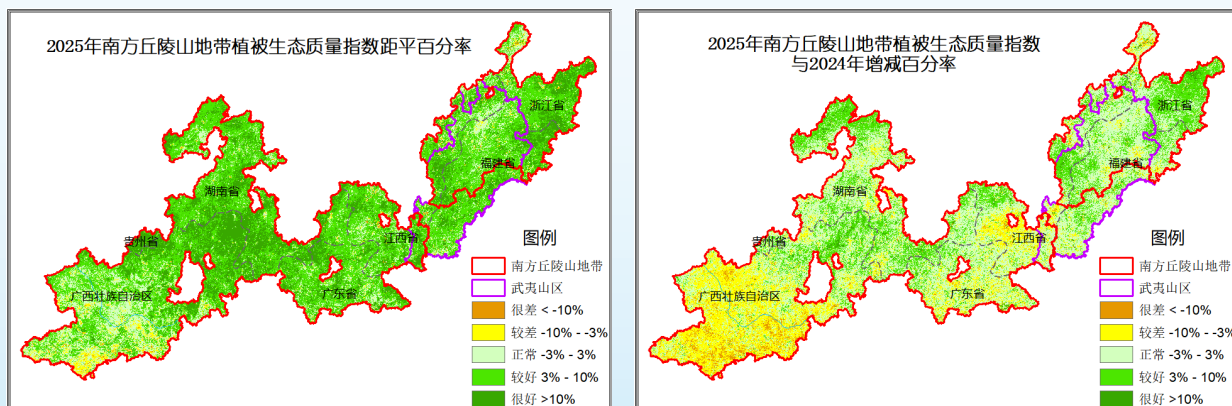 2025年南方丘陵山地带植被生态质量指数距平百分率
浙江省
福建省
湖南省
贵州省
江西省
广西壮族自治区
广东省
图例
南方丘陵山地带
武夷山区
很差 < -10%
较差 -10% - -3%
正常 -3% - 3%
较好 3% - 10%
很好 >10%
2025年南方丘陵山地带植被生态质量指数
与2024年增减百分率
浙江省
福建省
湖南省
贵州省
江西省
广西壮族自治区
广东省
图例
南方丘陵山地带
武夷山区
很差 < -10%
较差 -10% - -3%
正常 -3% - 3%
较好 3% - 10%
很好 >10%